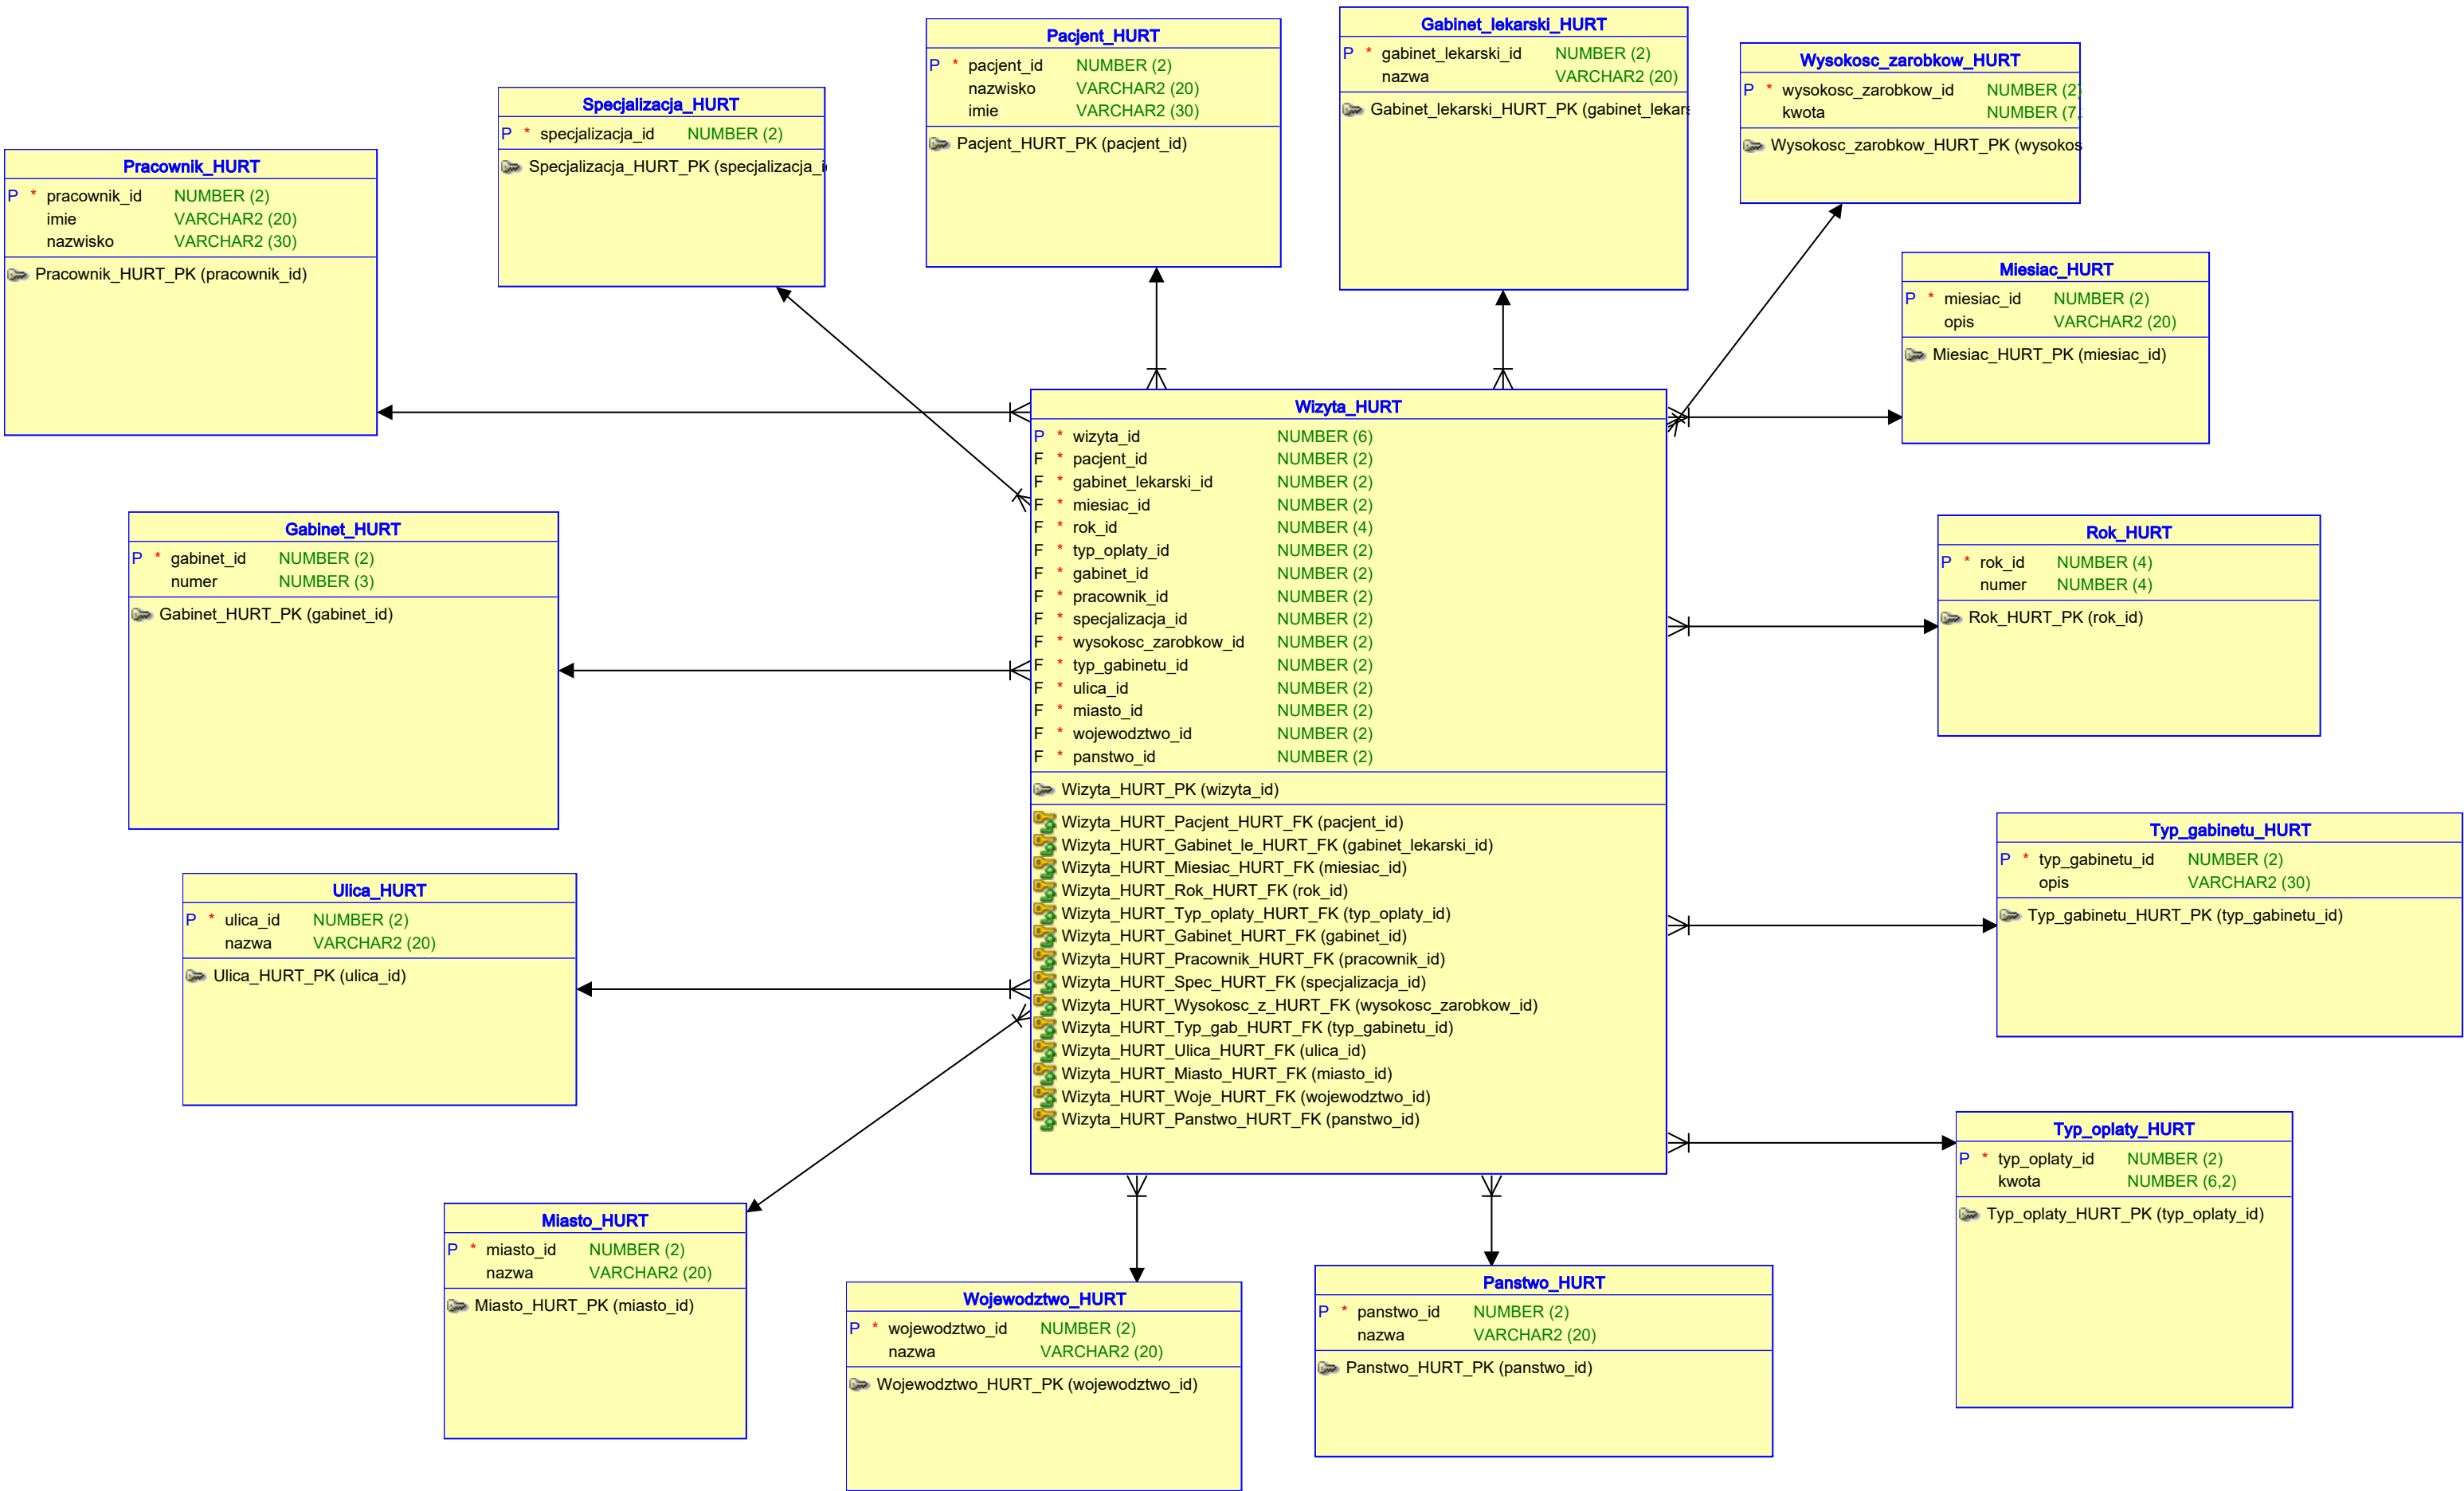 Pracownik_HURT
P * pracownik_id NUMBER (2)
imie VARCHAR2 (20)
nazwisko VARCHAR2 (30)
Pracownik_HURT_PK (pracownik_id)
Specjalizacja_HURT
P * specjalizacja_id NUMBER (2)
Specjalizacja_HURT_PK (specjalizacja_i
Pacjent_HURT
P * pacjent_id NUMBER (2)
nazwisko VARCHAR2 (20)
imie VARCHAR2 (30)
Pacjent_HURT_PK (pacjent_id)
Gabinet_lekarski_HURT
P * gabinet_lekarski_id NUMBER (2)
nazwa VARCHAR2 (20)
Gabinet_lekarski_HURT_PK (gabinet_lekars
Wysokosc_zarobkow_HURT
P * wysokosc_zarobkow_id NUMBER (2)
kwota NUMBER (7,
Wysokosc_zarobkow_HURT_PK (wysokos
Miesiac_HURT
P * miesiac_id NUMBER (2)
opis VARCHAR2 (20)
Miesiac_HURT_PK (miesiac_id)
Gabinet_HURT
P * gabinet_id NUMBER (2)
numer NUMBER (3)
Gabinet_HURT_PK (gabinet_id)
Wizyta_HURT
P * wizyta_id NUMBER (6)
F * pacjent_id NUMBER (2)
F * gabinet_lekarski_id NUMBER (2)
F * miesiac_id NUMBER (2)
F * rok_id NUMBER (4)
F * typ_oplaty_id NUMBER (2)
F * gabinet_id NUMBER (2)
F * pracownik_id NUMBER (2)
F * specjalizacja_id NUMBER (2)
F * wysokosc_zarobkow_id NUMBER (2)
F * typ_gabinetu_id NUMBER (2)
F * ulica_id NUMBER (2)
F * miasto_id NUMBER (2)
F * wojewodztwo_id NUMBER (2)
F * panstwo_id NUMBER (2)
Wizyta_HURT_PK (wizyta_id)
Wizyta_HURT_Pacjent_HURT_FK (pacjent_id)
Wizyta_HURT_Gabinet_le_HURT_FK (gabinet_lekarski_id)
Wizyta_HURT_Miesiac_HURT_FK (miesiac_id)
Wizyta_HURT_Rok_HURT_FK (rok_id)
Wizyta_HURT_Typ_oplaty_HURT_FK (typ_oplaty_id)
Wizyta_HURT_Gabinet_HURT_FK (gabinet_id)
Wizyta_HURT_Pracownik_HURT_FK (pracownik_id)
Wizyta_HURT_Spec_HURT_FK (specjalizacja_id)
Wizyta_HURT_Wysokosc_z_HURT_FK (wysokosc_zarobkow_id)
Wizyta_HURT_Typ_gab_HURT_FK (typ_gabinetu_id)
Wizyta_HURT_Ulica_HURT_FK (ulica_id)
Wizyta_HURT_Miasto_HURT_FK (miasto_id)
Wizyta_HURT_Woje_HURT_FK (wojewodztwo_id)
Wizyta_HURT_Panstwo_HURT_FK (panstwo_id)
Rok_HURT
P * rok_id NUMBER (4)
numer NUMBER (4)
Rok_HURT_PK (rok_id)
Typ_gabinetu_HURT
P * typ_gabinetu_id NUMBER (2)
opis VARCHAR2 (30)
Typ_gabinetu_HURT_PK (typ_gabinetu_id)
Ulica_HURT
P * ulica_id NUMBER (2)
nazwa VARCHAR2 (20)
Ulica_HURT_PK (ulica_id)
Typ_oplaty_HURT
P * typ_oplaty_id NUMBER (2)
kwota NUMBER (6,2)
Typ_oplaty_HURT_PK (typ_oplaty_id)
Miasto_HURT
P * miasto_id NUMBER (2)
nazwa VARCHAR2 (20)
Miasto_HURT_PK (miasto_id)
Wojewodztwo_HURT
P * wojewodztwo_id NUMBER (2)
nazwa VARCHAR2 (20)
Wojewodztwo_HURT_PK (wojewodztwo_id)
Panstwo_HURT
P * panstwo_id NUMBER (2)
nazwa VARCHAR2 (20)
Panstwo_HURT_PK (panstwo_id)